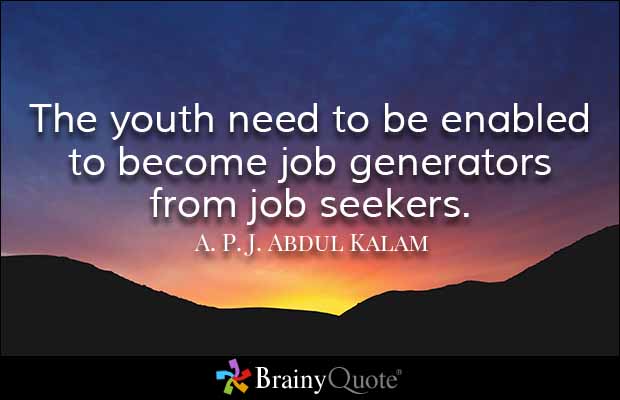 The youth need to be enabled
to become job generators
from job seekers.
A. P. J. Abdul Kalam
BrainyQuote®